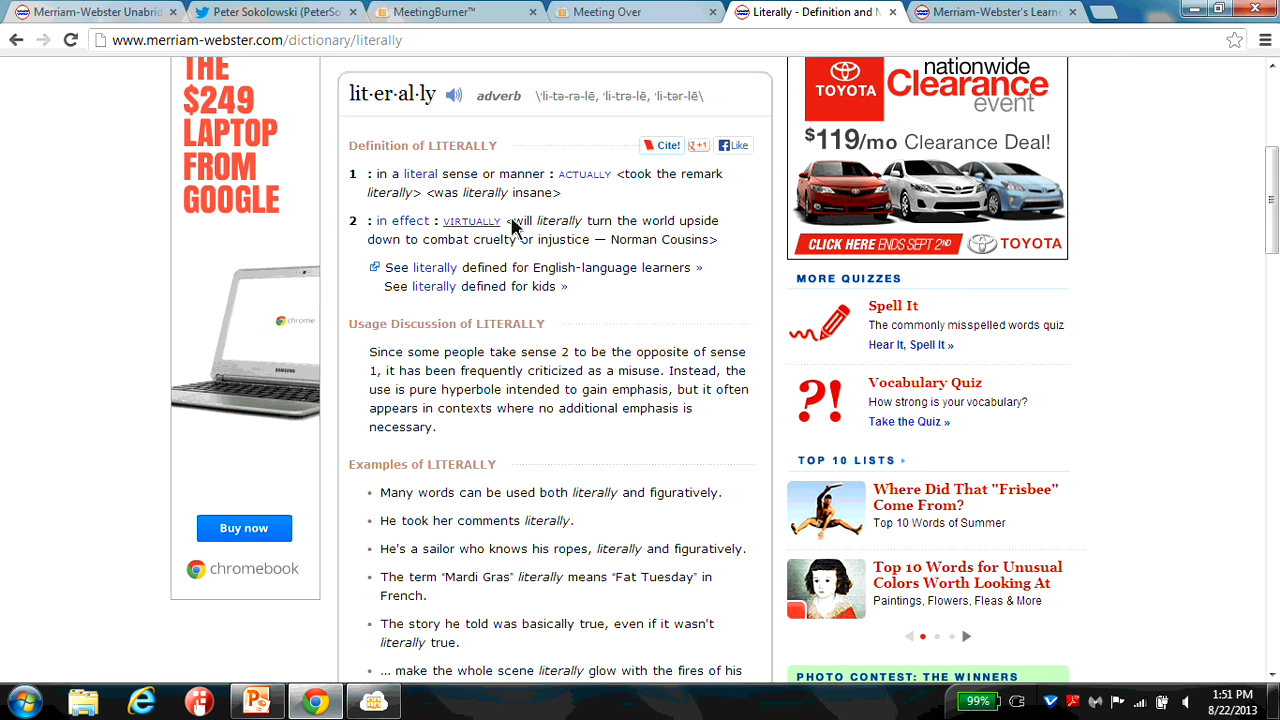 Merriam-Webster Unabrid
Peter Sokolowski (PeterSo
MeetingBurner™
Meeting Over
Literally - Definition and M
Merriam-Webster's Learne
www.merriam-webster.com/dictionary/literally
THE
$249
LAPTOP
FROM
GOOGLE
chrome
SAMSUNG
Buy now
chromebook
lit·er·al·ly adverb \ˈli-tə-rə-lē, ˈli-trə-lē, ˈli-tər-lē\
Definition of LITERALLY
Cite!
+1
Like
1 : in a literal sense or manner : ACTUALLY <took the remark
literally> <was literally insane>
2 : in effect : VIRTUALLY <will literally turn the world upside
down to combat cruelty or injustice — Norman Cousins>
See literally defined for English-language learners »
See literally defined for kids »
Usage Discussion of LITERALLY
Since some people take sense 2 to be the opposite of sense
1, it has been frequently criticized as a misuse. Instead, the
use is pure hyperbole intended to gain emphasis, but it often
appears in contexts where no additional emphasis is
necessary.
Examples of LITERALLY
• Many words can be used both literally and figuratively.
• He took her comments literally.
• He's a sailor who knows his ropes, literally and figuratively.
• The term “Mardi Gras” literally means “Fat Tuesday” in
French.
• The story he told was basically true, even if it wasn't
literally true.
• ... make the whole scene literally glow with the fires of his
TOYOTA
nationwide
Clearance
event
$119/mo Clearance Deal!
CLICK HERE ENDS SEPT 2ND
TOYOTA
MORE QUIZZES
Spell It
The commonly misspelled words quiz
Hear It, Spell It »
?!
Vocabulary Quiz
How strong is your vocabulary?
Take the Quiz »
TOP 10 LISTS
Where Did That "Frisbee"
Come From?
Top 10 Words of Summer
Top 10 Words for Unusual
Colors Worth Looking At
Paintings, Flowers, Fleas & More
PHOTO CONTEST: THE WINNERS
99%
1:51 PM
8/22/2013